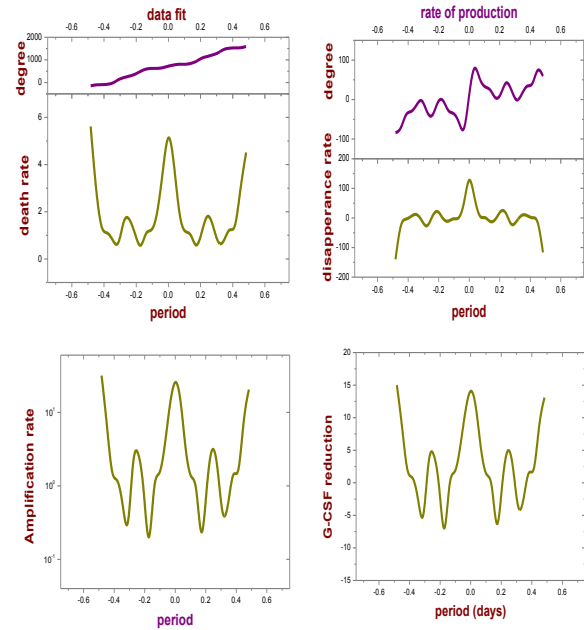 data fit
-0.6 -0.4 -0.2 0.0 0.2 0.4 0.6
degree
2000
1000
0
death rate
6
4
2
0
-0.6 -0.4 -0.2 0.0 0.2 0.4 0.6
period
rate of production
-0.6 -0.4 -0.2 0.0 0.2 0.4 0.6
degree
100
0
-100
200
disapperance rate
100
0
-100
-200
-0.6 -0.4 -0.2 0.0 0.2 0.4 0.6
period
Amplification rate
-0.6 -0.4 -0.2 0.0 0.2 0.4 0.6
period
G-CSF reduction
20
15
10
5
0
-5
-10
-15
-0.6 -0.4 -0.2 0.0 0.2 0.4 0.6
period (days)